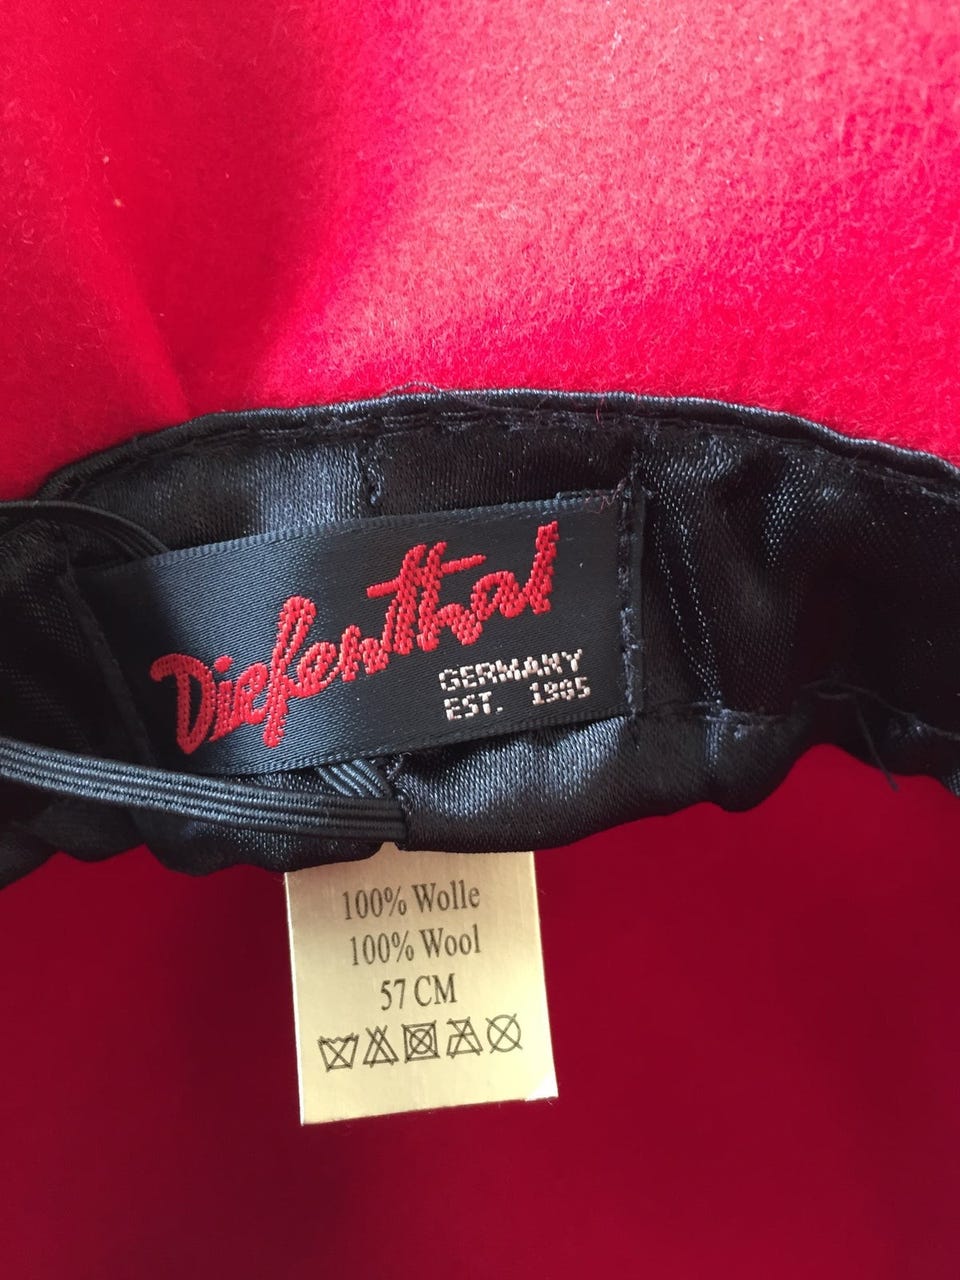 Diefenthal
GERMANY
EST. 1905
100% Wolle
100% Wool
57 CM